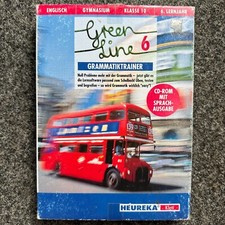 ENGLISCH GYMNASIUM KLASSE 10 6. LERNJAHR
Green
Line 6
GRAMMATIKTRAINER
Null Probleme mehr mit der Grammatik – jetzt gibt es
die Lernsoftware passend zum Schulbuch! Üben, testen
und begreifen – so wird Grammatik wirklich "easy"!
CD-ROM
MIT
SPRACH-
AUSGABE
HEUREKA Klett